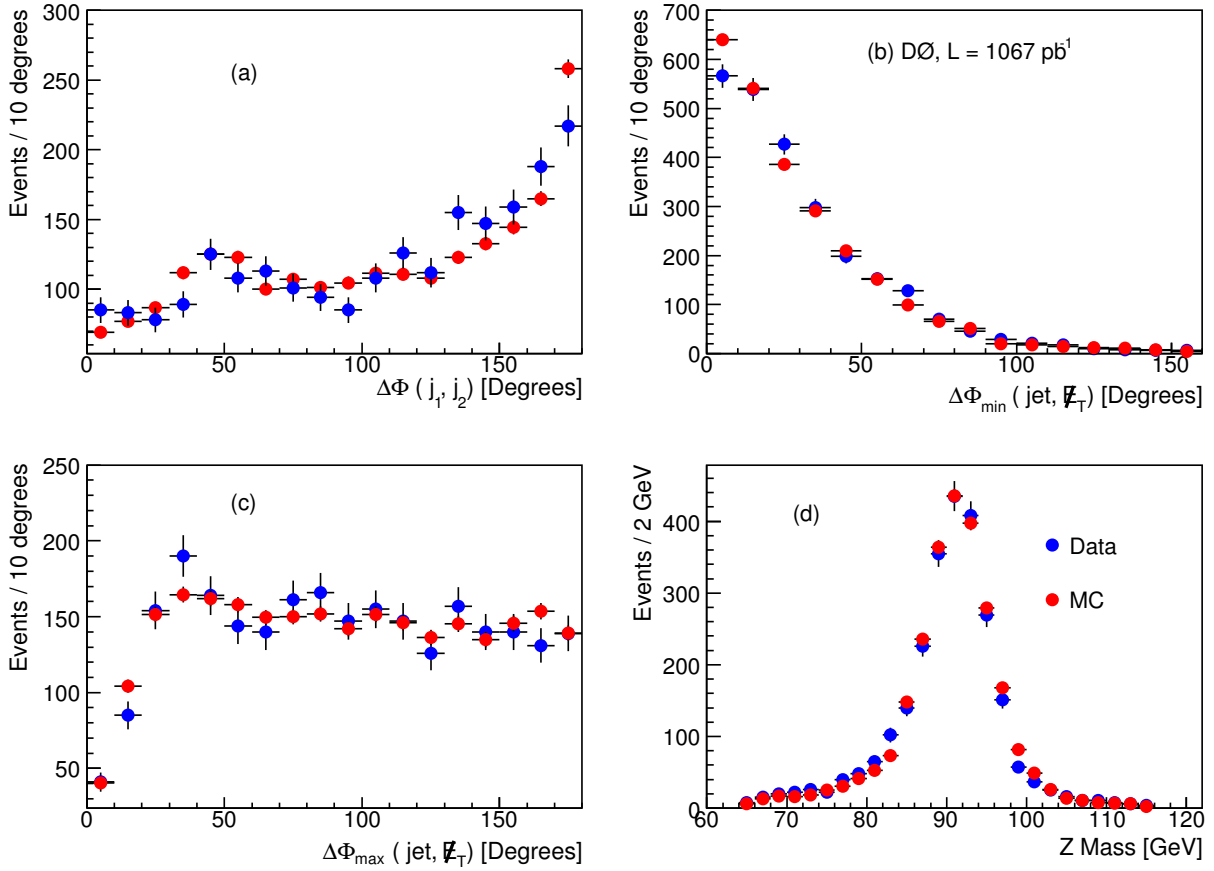 Events / 10 degrees
300
250
200
150
100
(a)
0 50 100 150
ΔΦ ( j₁, j₂) [Degrees]
Events / 10 degrees
700
600
500
400
300
200
100
0
(b) DØ, L = 1067 pb¹
0 50 100 150
ΔΦmin ( jet, E̸T) [Degrees]
Events / 10 degrees
250
200
150
100
50
(c)
0 50 100 150
ΔΦmax ( jet, E̸T) [Degrees]
Events / 2 GeV
400
300
200
100
0
(d)
Data
MC
60 70 80 90 100 110 120
Z Mass [GeV]